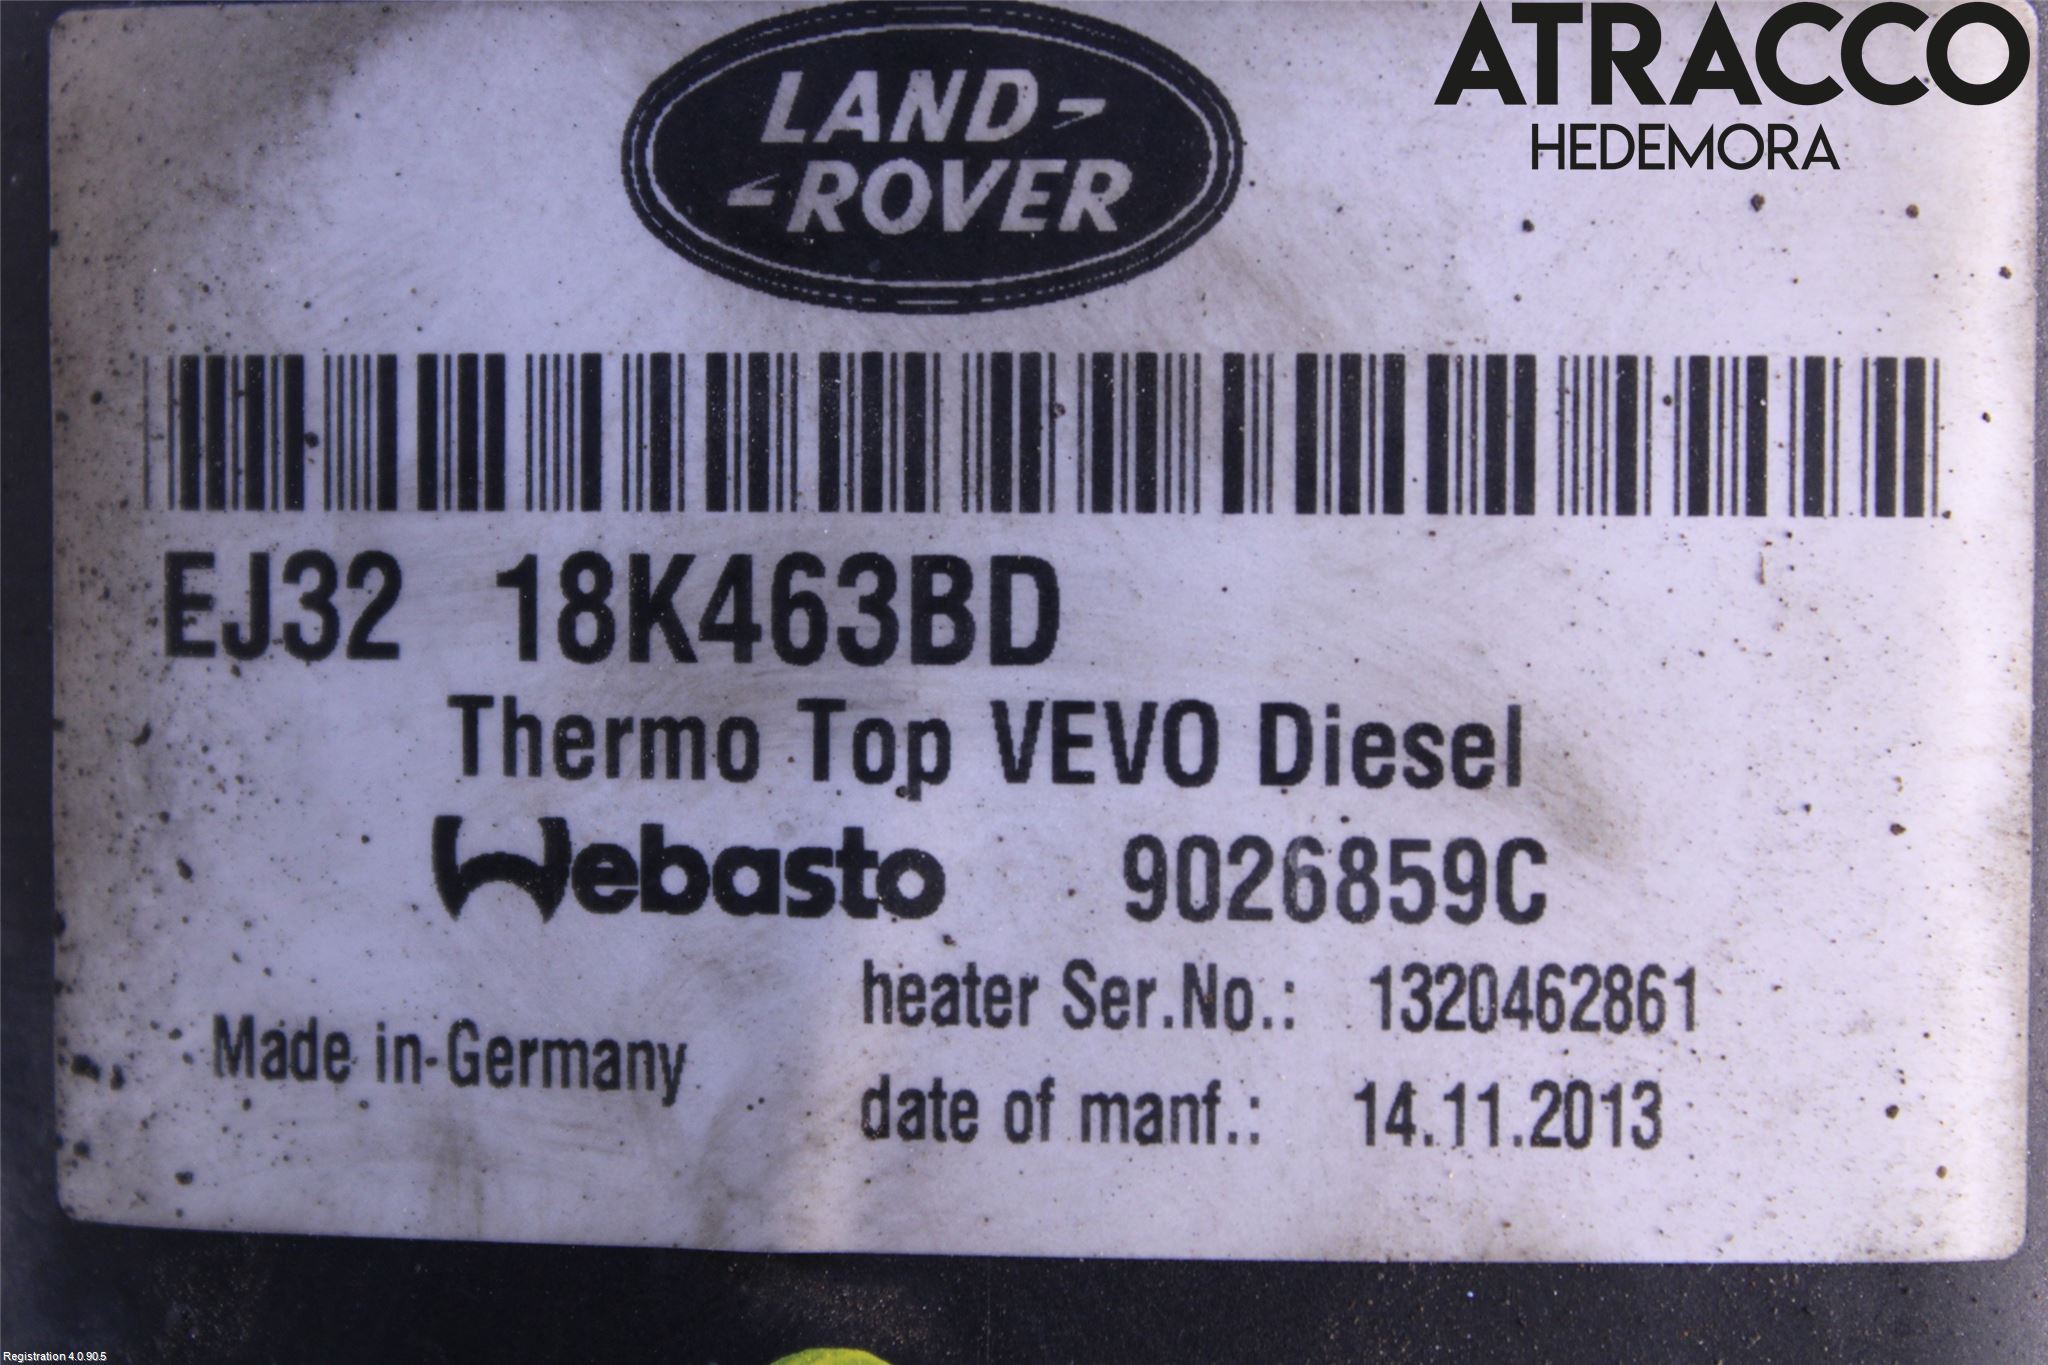 ATRACCO
HEDEMORA
LAND-
-ROVER
EJ32 18K463BD
Thermo Top VEVO Diesel
Webasto 9026859C
heater Ser.No.: 1320462861
Made in Germany
date of manf.: 14.11.2013
Registration 4.0.90.5